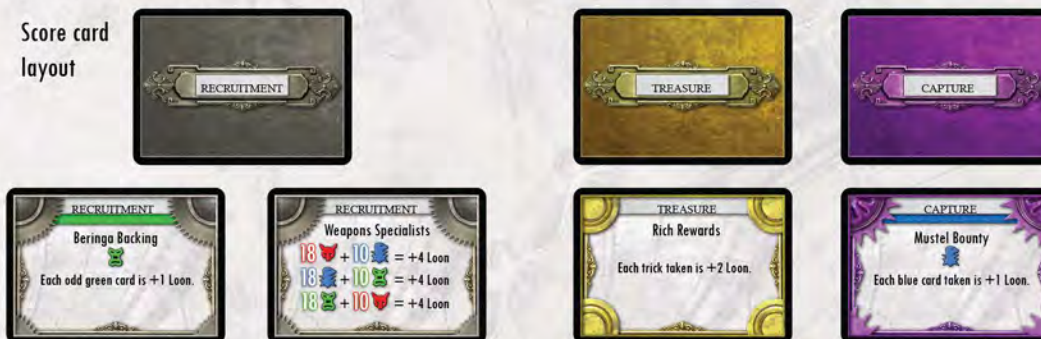 Score card
layout
RECRUITMENT
TREASURE
CAPTURE
RECRUITMENT
Beringa Backing
Each odd green card is +1 Loon.
RECRUITMENT
Weapons Specialists
18 + 10 = +4 Loon
18 + 10 = +4 Loon
18 + 10 = +4 Loon
TREASURE
Rich Rewards
Each trick taken is +2 Loon.
CAPTURE
Mustel Bounty
Each blue card taken is +1 Loon.